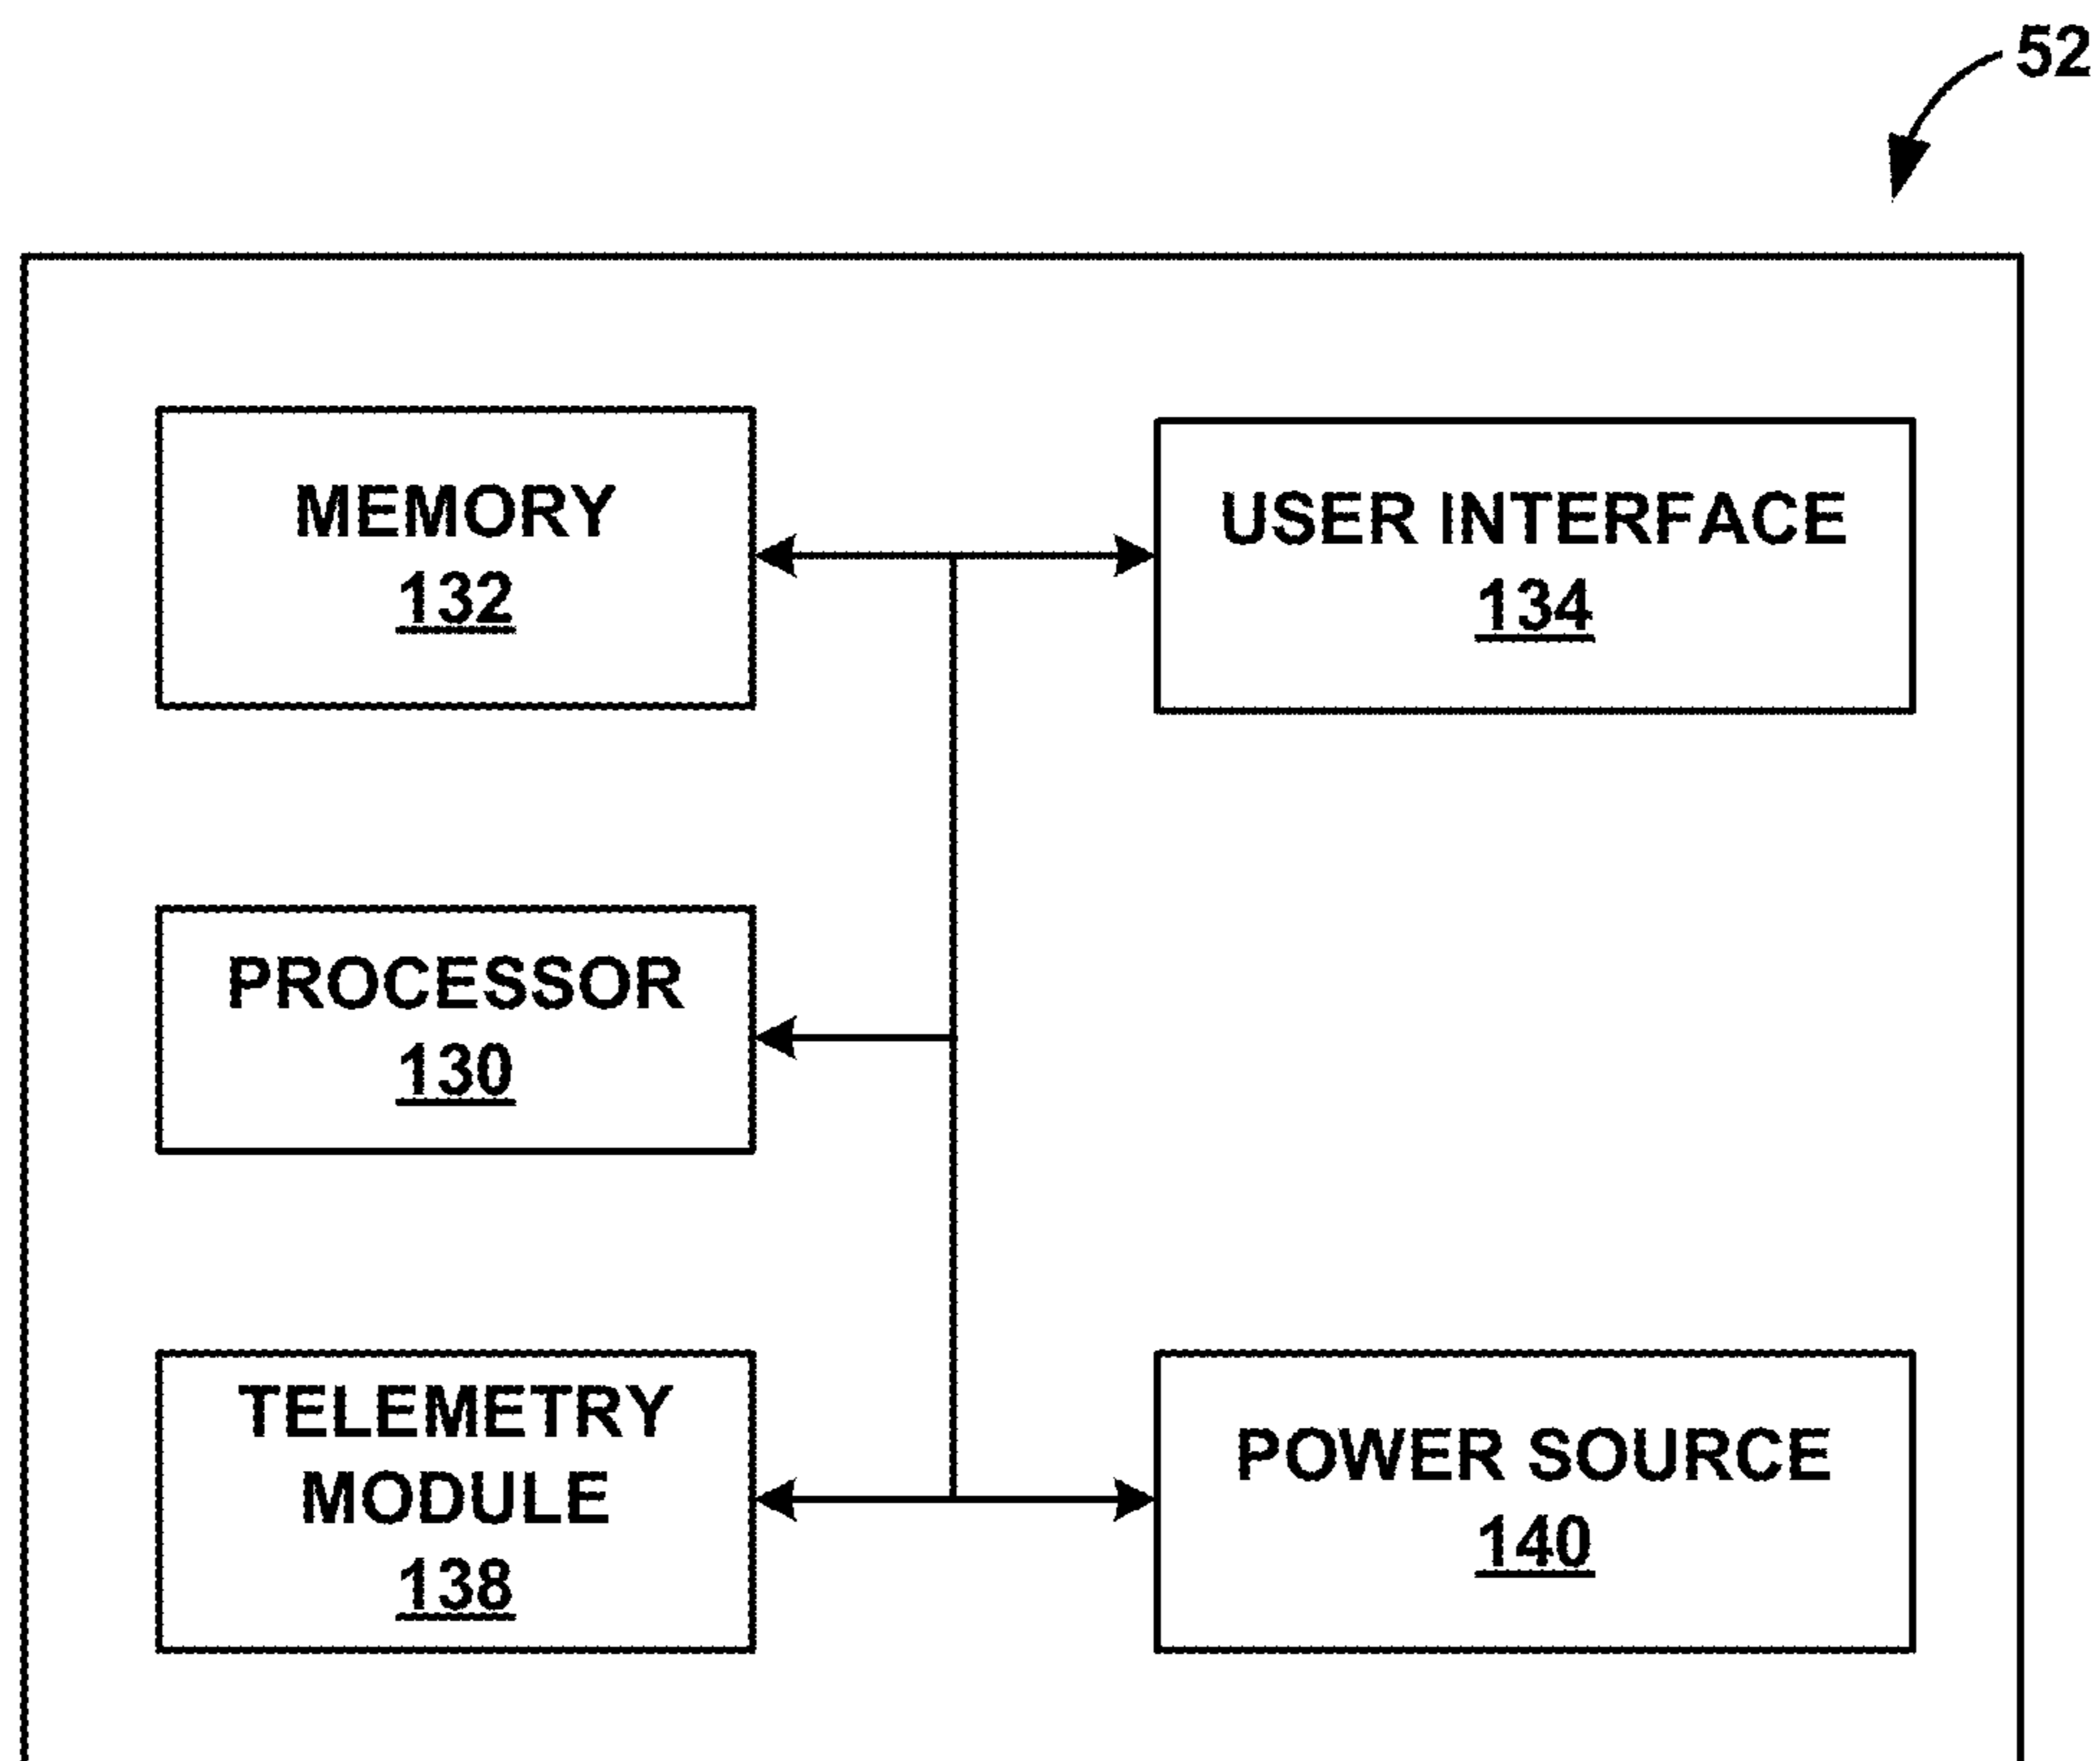 52
MEMORY
132
USER INTERFACE
134
PROCESSOR
130
TELEMETRY
MODULE
138
POWER SOURCE
140